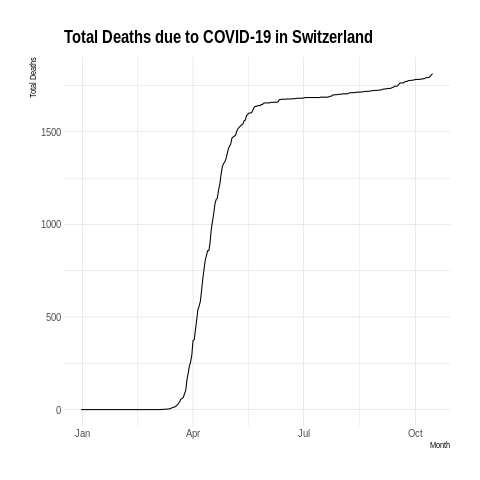 Total Deaths due to COVID-19 in Switzerland
Total Deaths
1500
1000
500
0
Jan Apr Jul Oct
Month